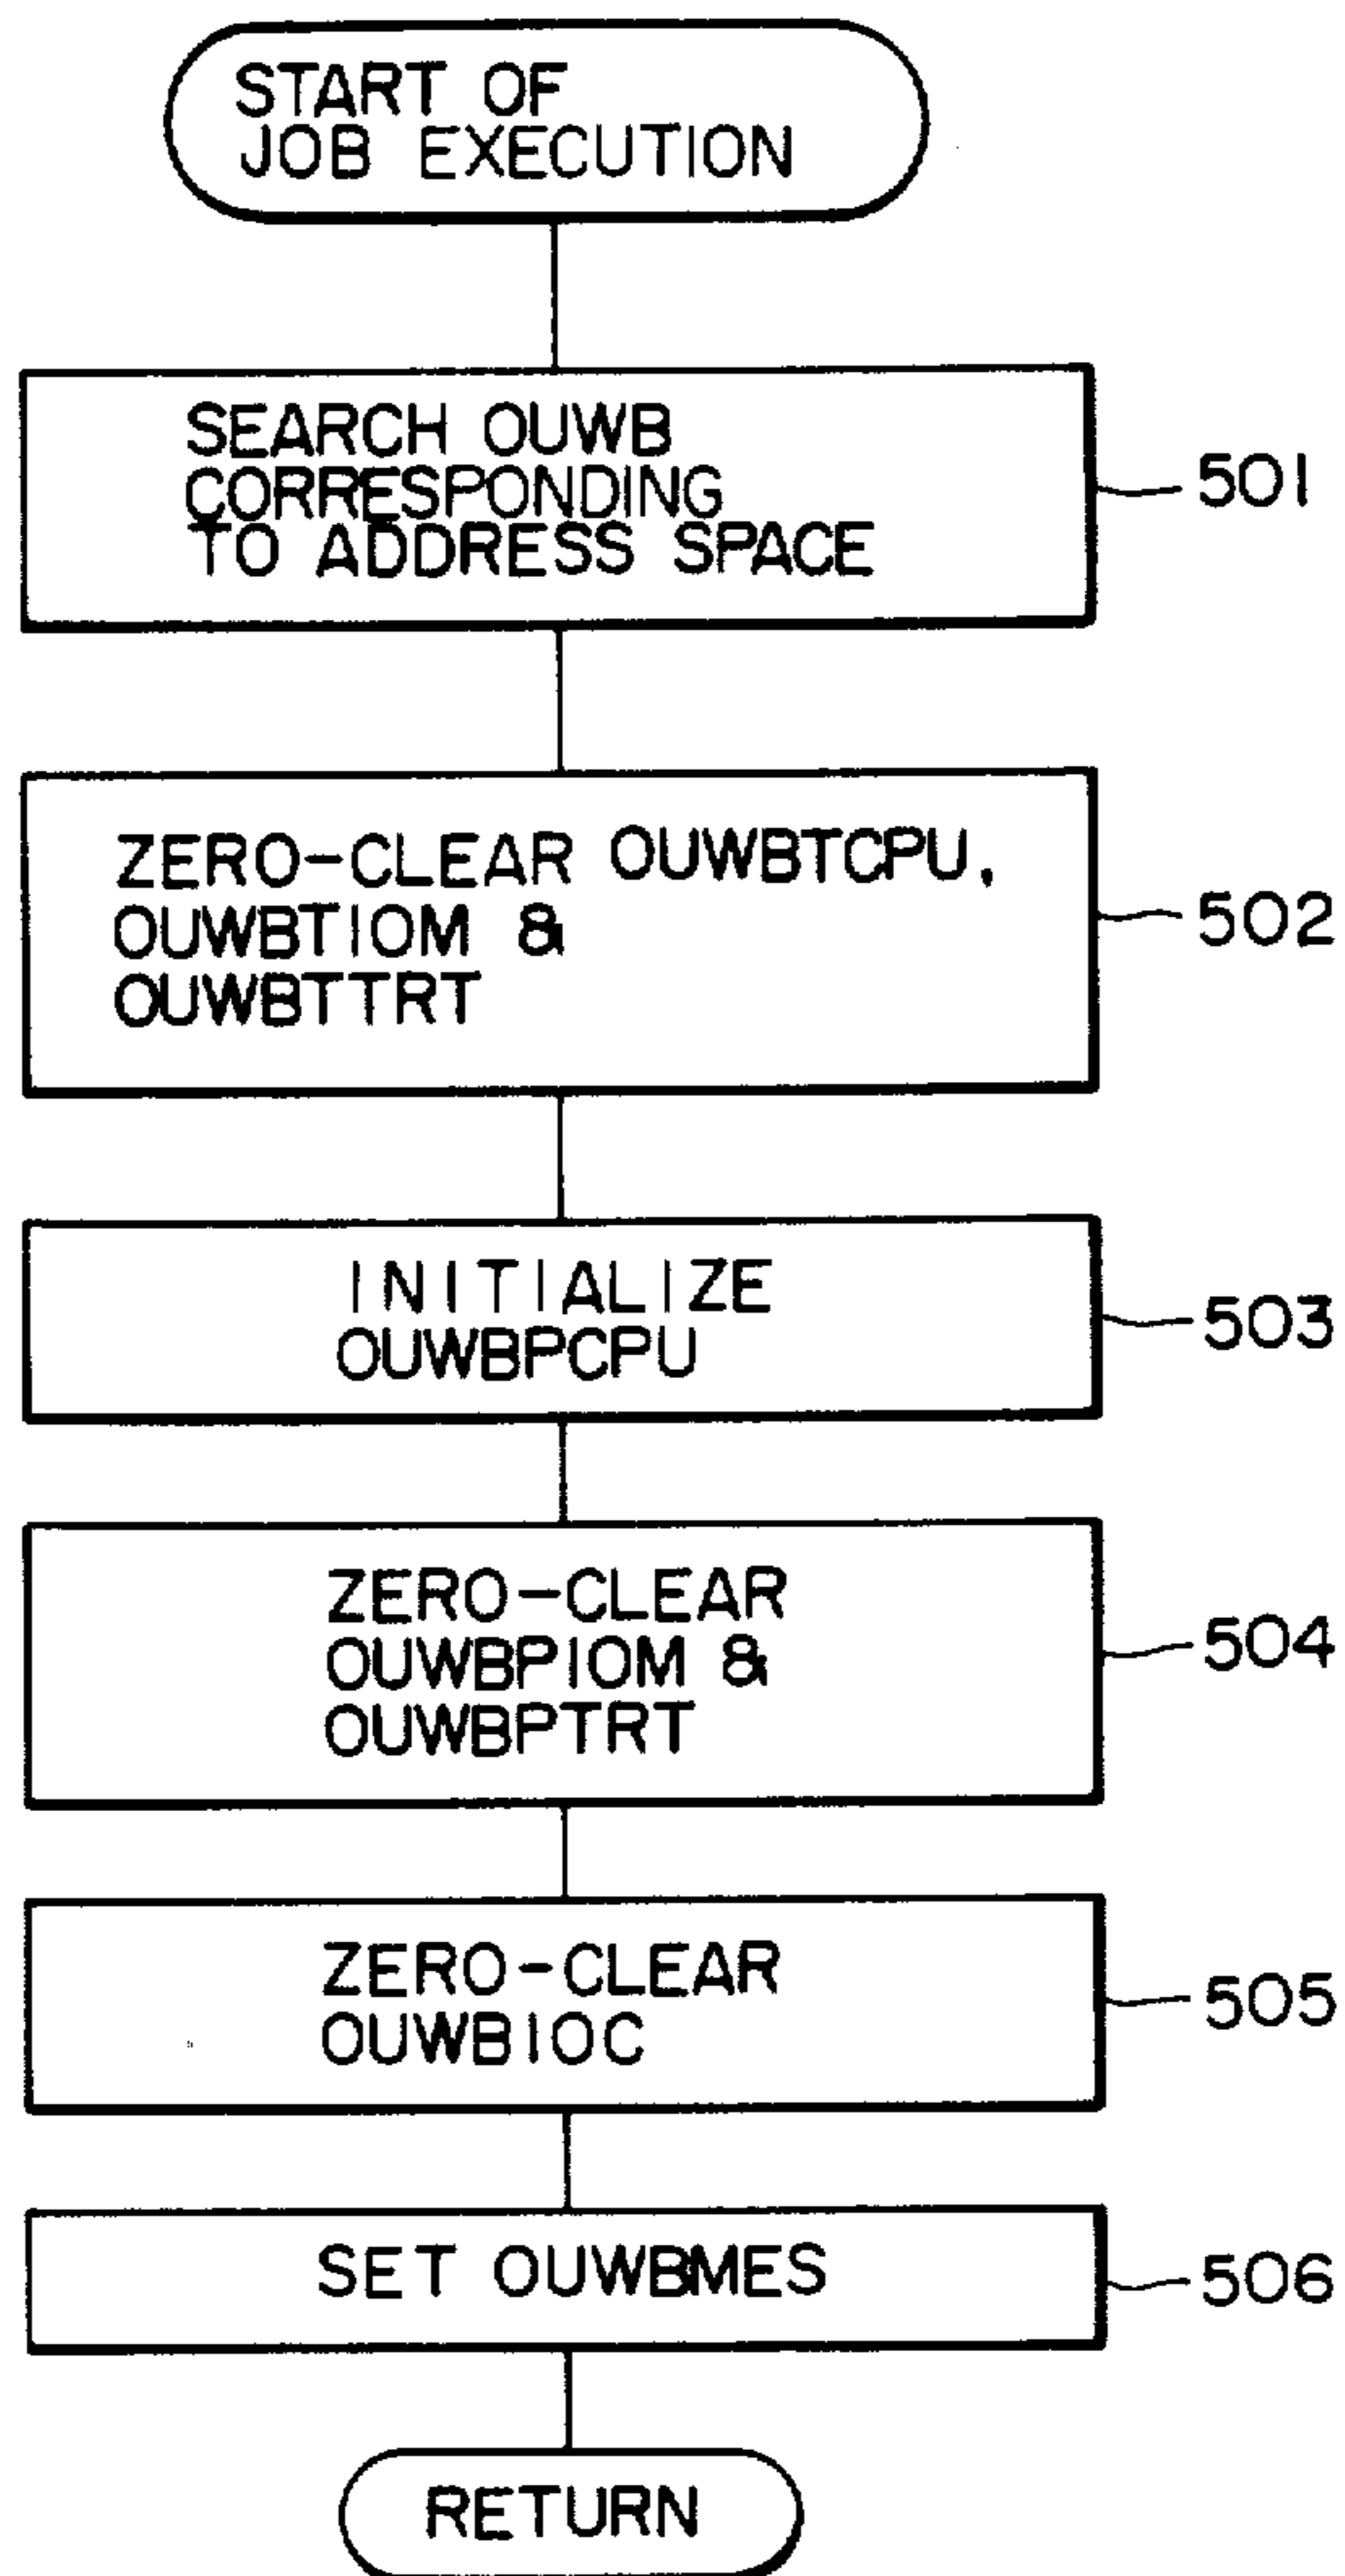 START OF
JOB EXECUTION
SEARCH OUWB
CORRESPONDING
TO ADDRESS SPACE
501
ZERO-CLEAR OUWBTCPU,
OUWBTIOM &
OUWBTTRT
502
INITIALIZE
OUWBPCPU
503
ZERO-CLEAR
OUWBPIOM &
OUWBPTRT
504
ZERO-CLEAR
OUWBIOC
505
SET OUWBMES
506
RETURN